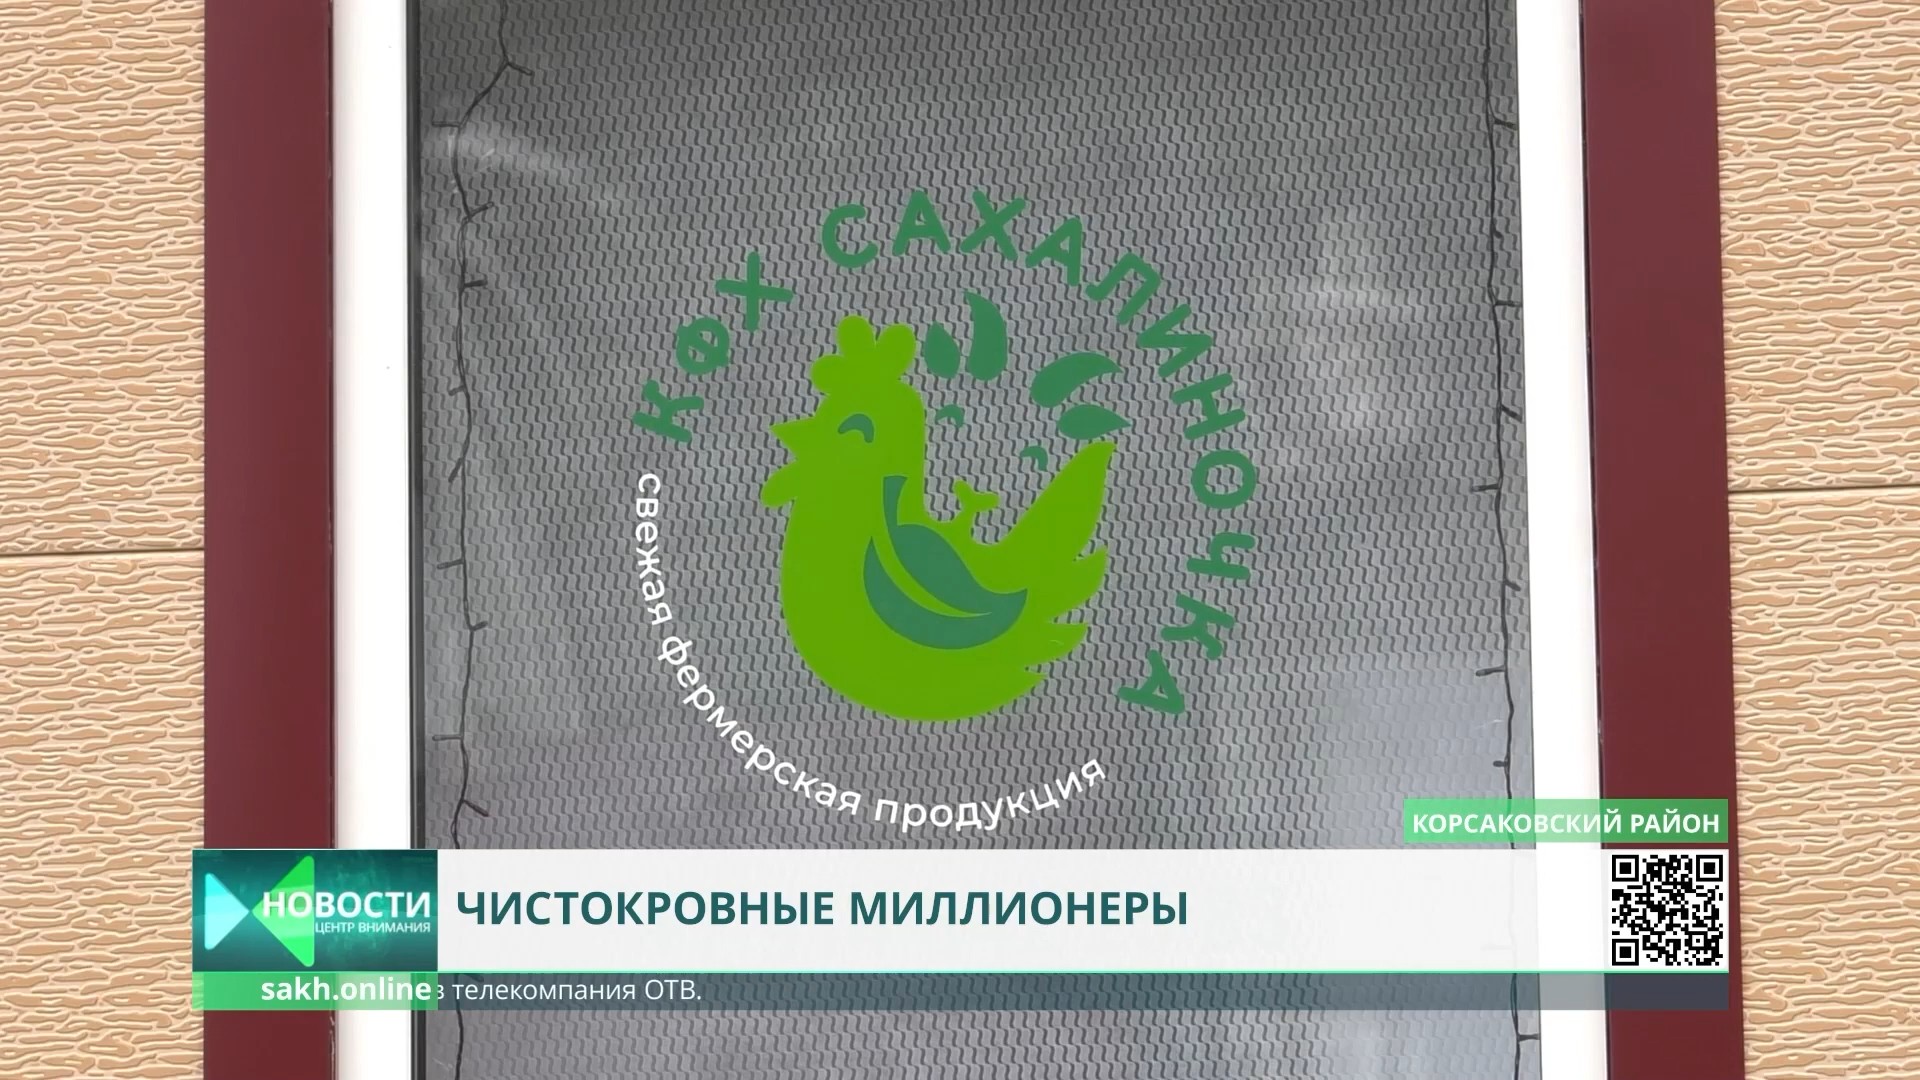 КФХ САХАЛИНОЧКА
свежая фермерская продукция
КОРСАКОВСКИЙ РАЙОН
НОВОСТИ
ЦЕНТР ВНИМАНИЯ
ЧИСТОКРОВНЫЕ МИЛЛИОНЕРЫ
sakh.online
телекомпания ОТВ.